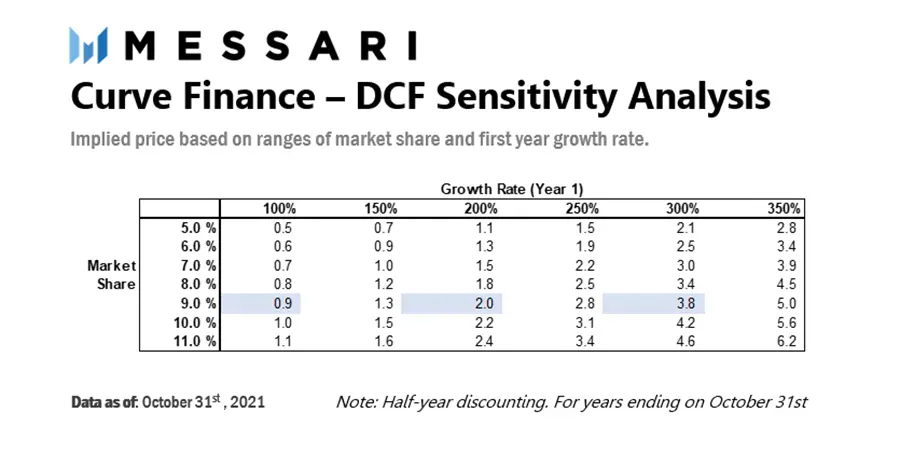 MESSARI
Curve Finance – DCF Sensitivity Analysis
Implied price based on ranges of market share and first year growth rate.
Growth Rate (Year 1)
100% 150% 200% 250% 300% 350%
5.0 % 0.5 0.7 1.1 1.5 2.1 2.8
6.0 % 0.6 0.9 1.3 1.9 2.5 3.4
Market 7.0 % 0.7 1.0 1.5 2.2 3.0 3.9
Share 8.0 % 0.8 1.2 1.8 2.5 3.4 4.5
9.0 % 0.9 1.3 2.0 2.8 3.8 5.0
10.0 % 1.0 1.5 2.2 3.1 4.2 5.6
11.0 % 1.1 1.6 2.4 3.4 4.6 6.2
Data as of: October 31st , 2021 Note: Half-year discounting. For years ending on October 31st